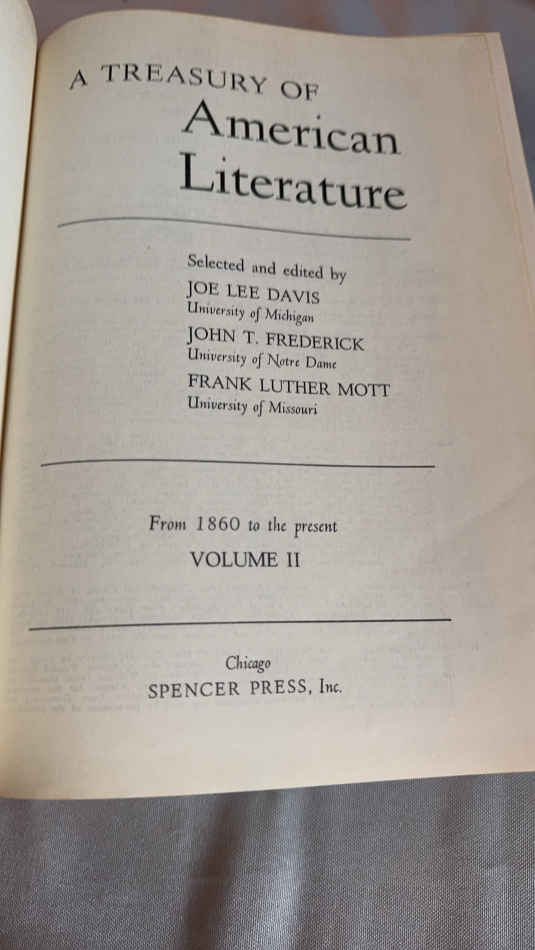 A TREASURY OF
American
Literature
Selected and edited by
JOE LEE DAVIS
University of Michigan
JOHN T. FREDERICK
University of Notre Dame
FRANK LUTHER MOTT
University of Missouri
From 1860 to the present
VOLUME II
Chicago
SPENCER PRESS, Inc.